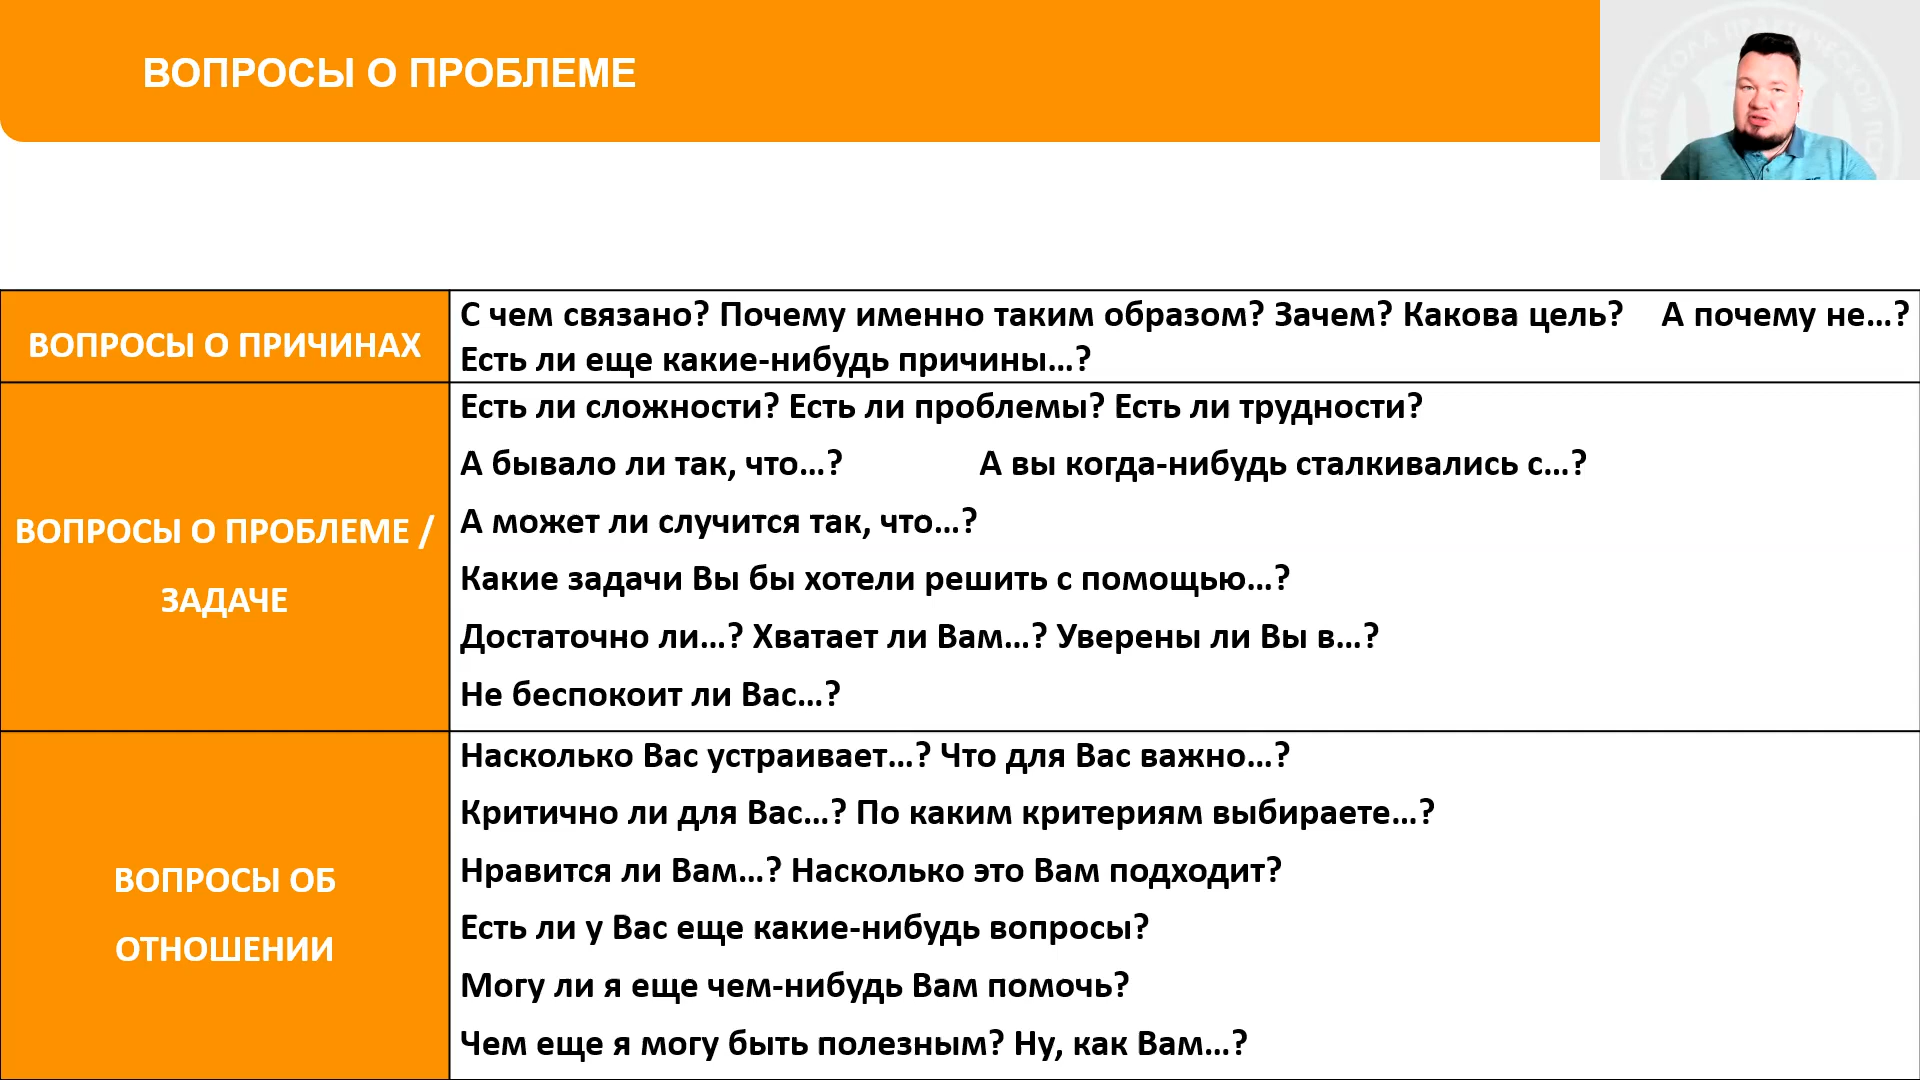 ВОПРОСЫ О ПРОБЛЕМЕ
ВОПРОСЫ О ПРИЧИНАХ
С чем связано? Почему именно таким образом? Зачем? Какова цель? А почему не...?
Есть ли еще какие-нибудь причины...?
ВОПРОСЫ О ПРОБЛЕМЕ /
ЗАДАЧЕ
Есть ли сложности? Есть ли проблемы? Есть ли трудности?
А бывало ли так, что...? А вы когда-нибудь сталкивались с...?
А может ли случится так, что...?
Какие задачи Вы бы хотели решить с помощью...?
Достаточно ли...? Хватает ли Вам...? Уверены ли Вы в...?
Не беспокоит ли Вас...?
ВОПРОСЫ ОБ
ОТНОШЕНИИ
Насколько Вас устраивает...? Что для Вас важно...?
Критично ли для Вас...? По каким критериям выбираете...?
Нравится ли Вам...? Насколько это Вам подходит?
Есть ли у Вас еще какие-нибудь вопросы?
Могу ли я еще чем-нибудь Вам помочь?
Чем еще я могу быть полезным? Ну, как Вам...?